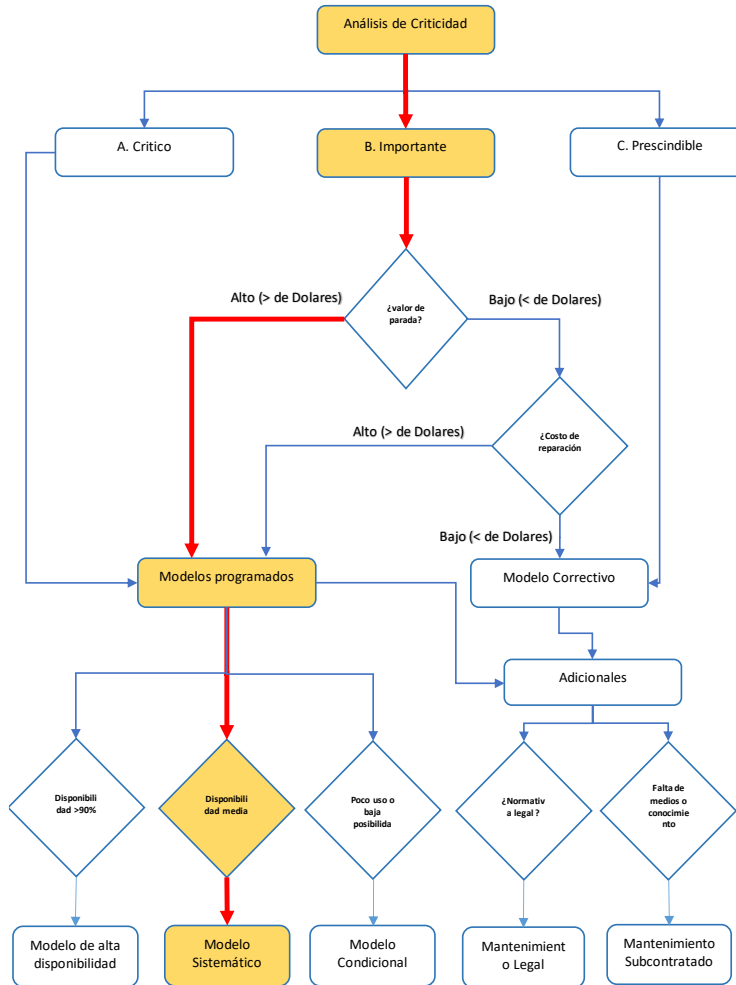 Análisis de Criticidad
A. Critico
B. Importante
C. Prescindible
Alto (> de Dolares)
¿valor de
parada?
Bajo (< de Dolares)
Alto (> de Dolares)
¿Costo de
reparación
Bajo (< de Dolares)
Modelos programados
Modelo Correctivo
Adicionales
Disponibili
dad >90%
Disponibili
dad media
Poco uso o
baja
posibilida
¿Normativ
a legal ?
Falta de
medios o
conocimie
nto
Modelo de alta
disponibilidad
Modelo
Sistemático
Modelo
Condicional
Mantenimient
o Legal
Mantenimiento
Subcontratado